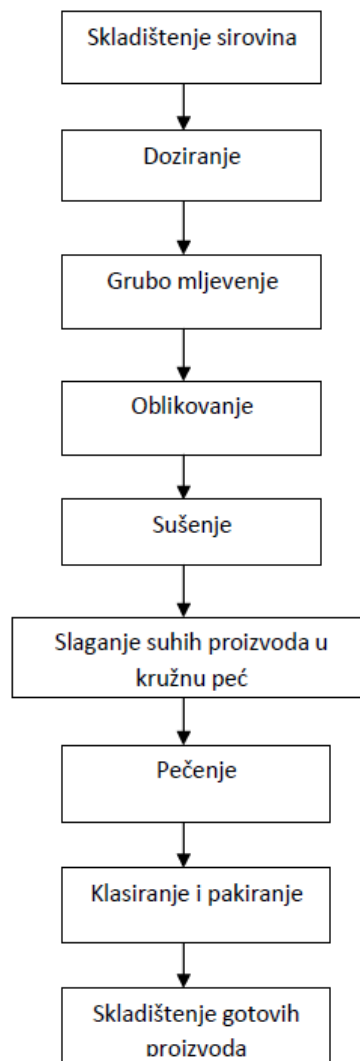 Skladištenje sirovina
Doziranje
Grubo mljevenje
Oblikovanje
Sušenje
Slaganje suhih proizvoda u
kružnu peć
Pečenje
Klasiranje i pakiranje
Skladištenje gotovih
proizvoda